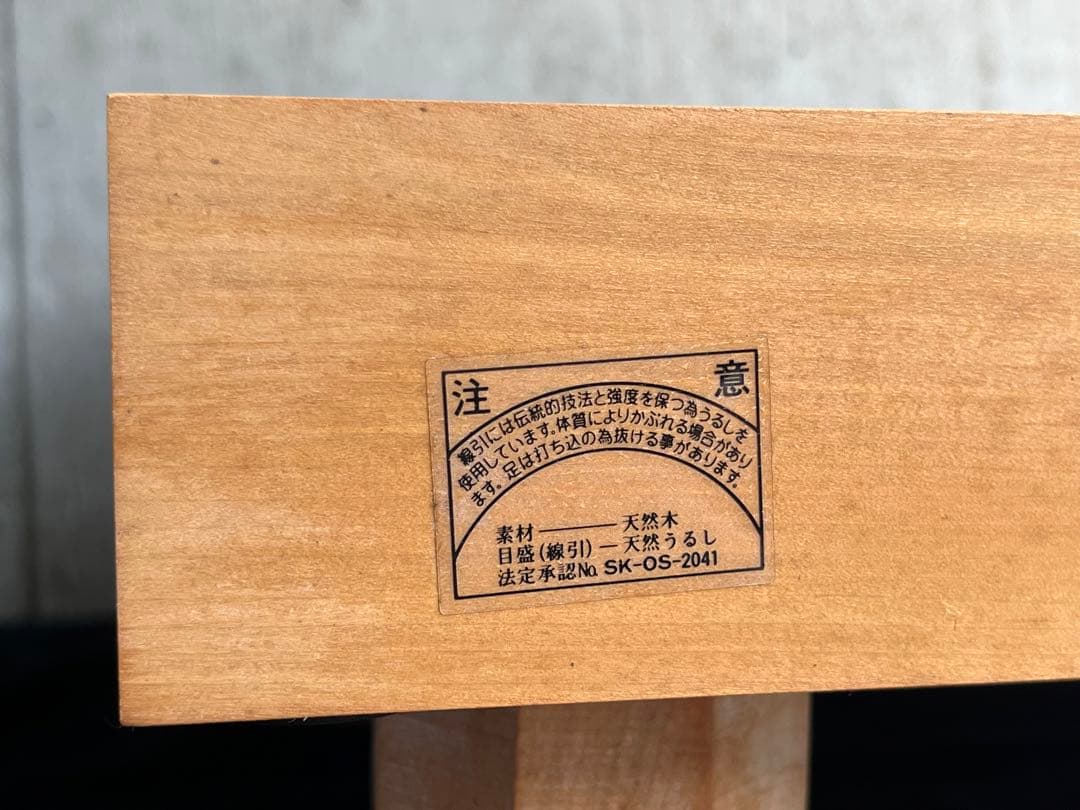 注意
線引には伝統的技法と強度を保つ為うるしを
使用しています。体質によりかぶれる場合があり
ます。足は打ち込の為抜ける事があります。
素材――――天然木
目盛(線引)―天然うるし
法定承認No. SK-OS-2041